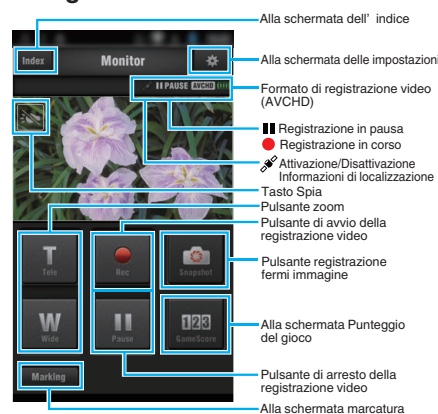 Alla schermata dell' indice
Index
Monitor
Alla schermata delle impostazioni
PAUSE AVCHD
Formato di registrazione video
(AVCHD)
Registrazione in pausa
Registrazione in corso
Attivazione/Disattivazione
Informazioni di localizzazione
Tasto Spia
Pulsante zoom
Pulsante di avvio della
registrazione video
T
Tele
Rec
Snapshot
Pulsante registrazione
fermi immagine
W
Wide
Pause
123
GameScore
Alla schermata Punteggio
del gioco
Marking
Pulsante di arresto della
registrazione video
Alla schermata marcatura